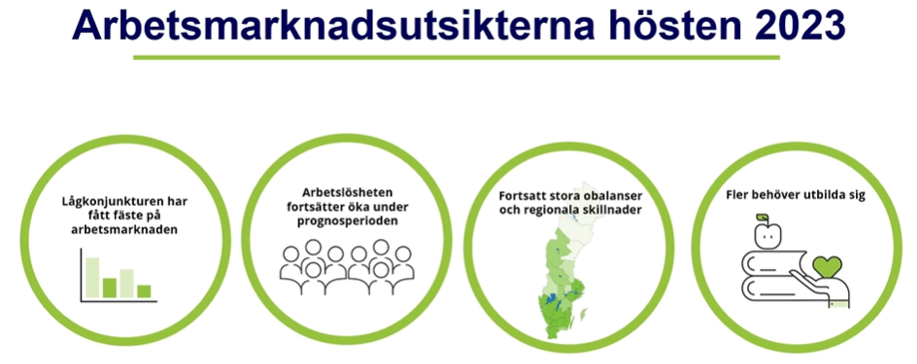 Arbetsmarknadsutsikterna hösten 2023
Lågkonjunkturen har
fått fäste på
arbetsmarknaden
Arbetslösheten
fortsätter öka under
prognosperioden
Fortsatt stora obalanser
och regionala skillnader
Fler behöver utbilda sig